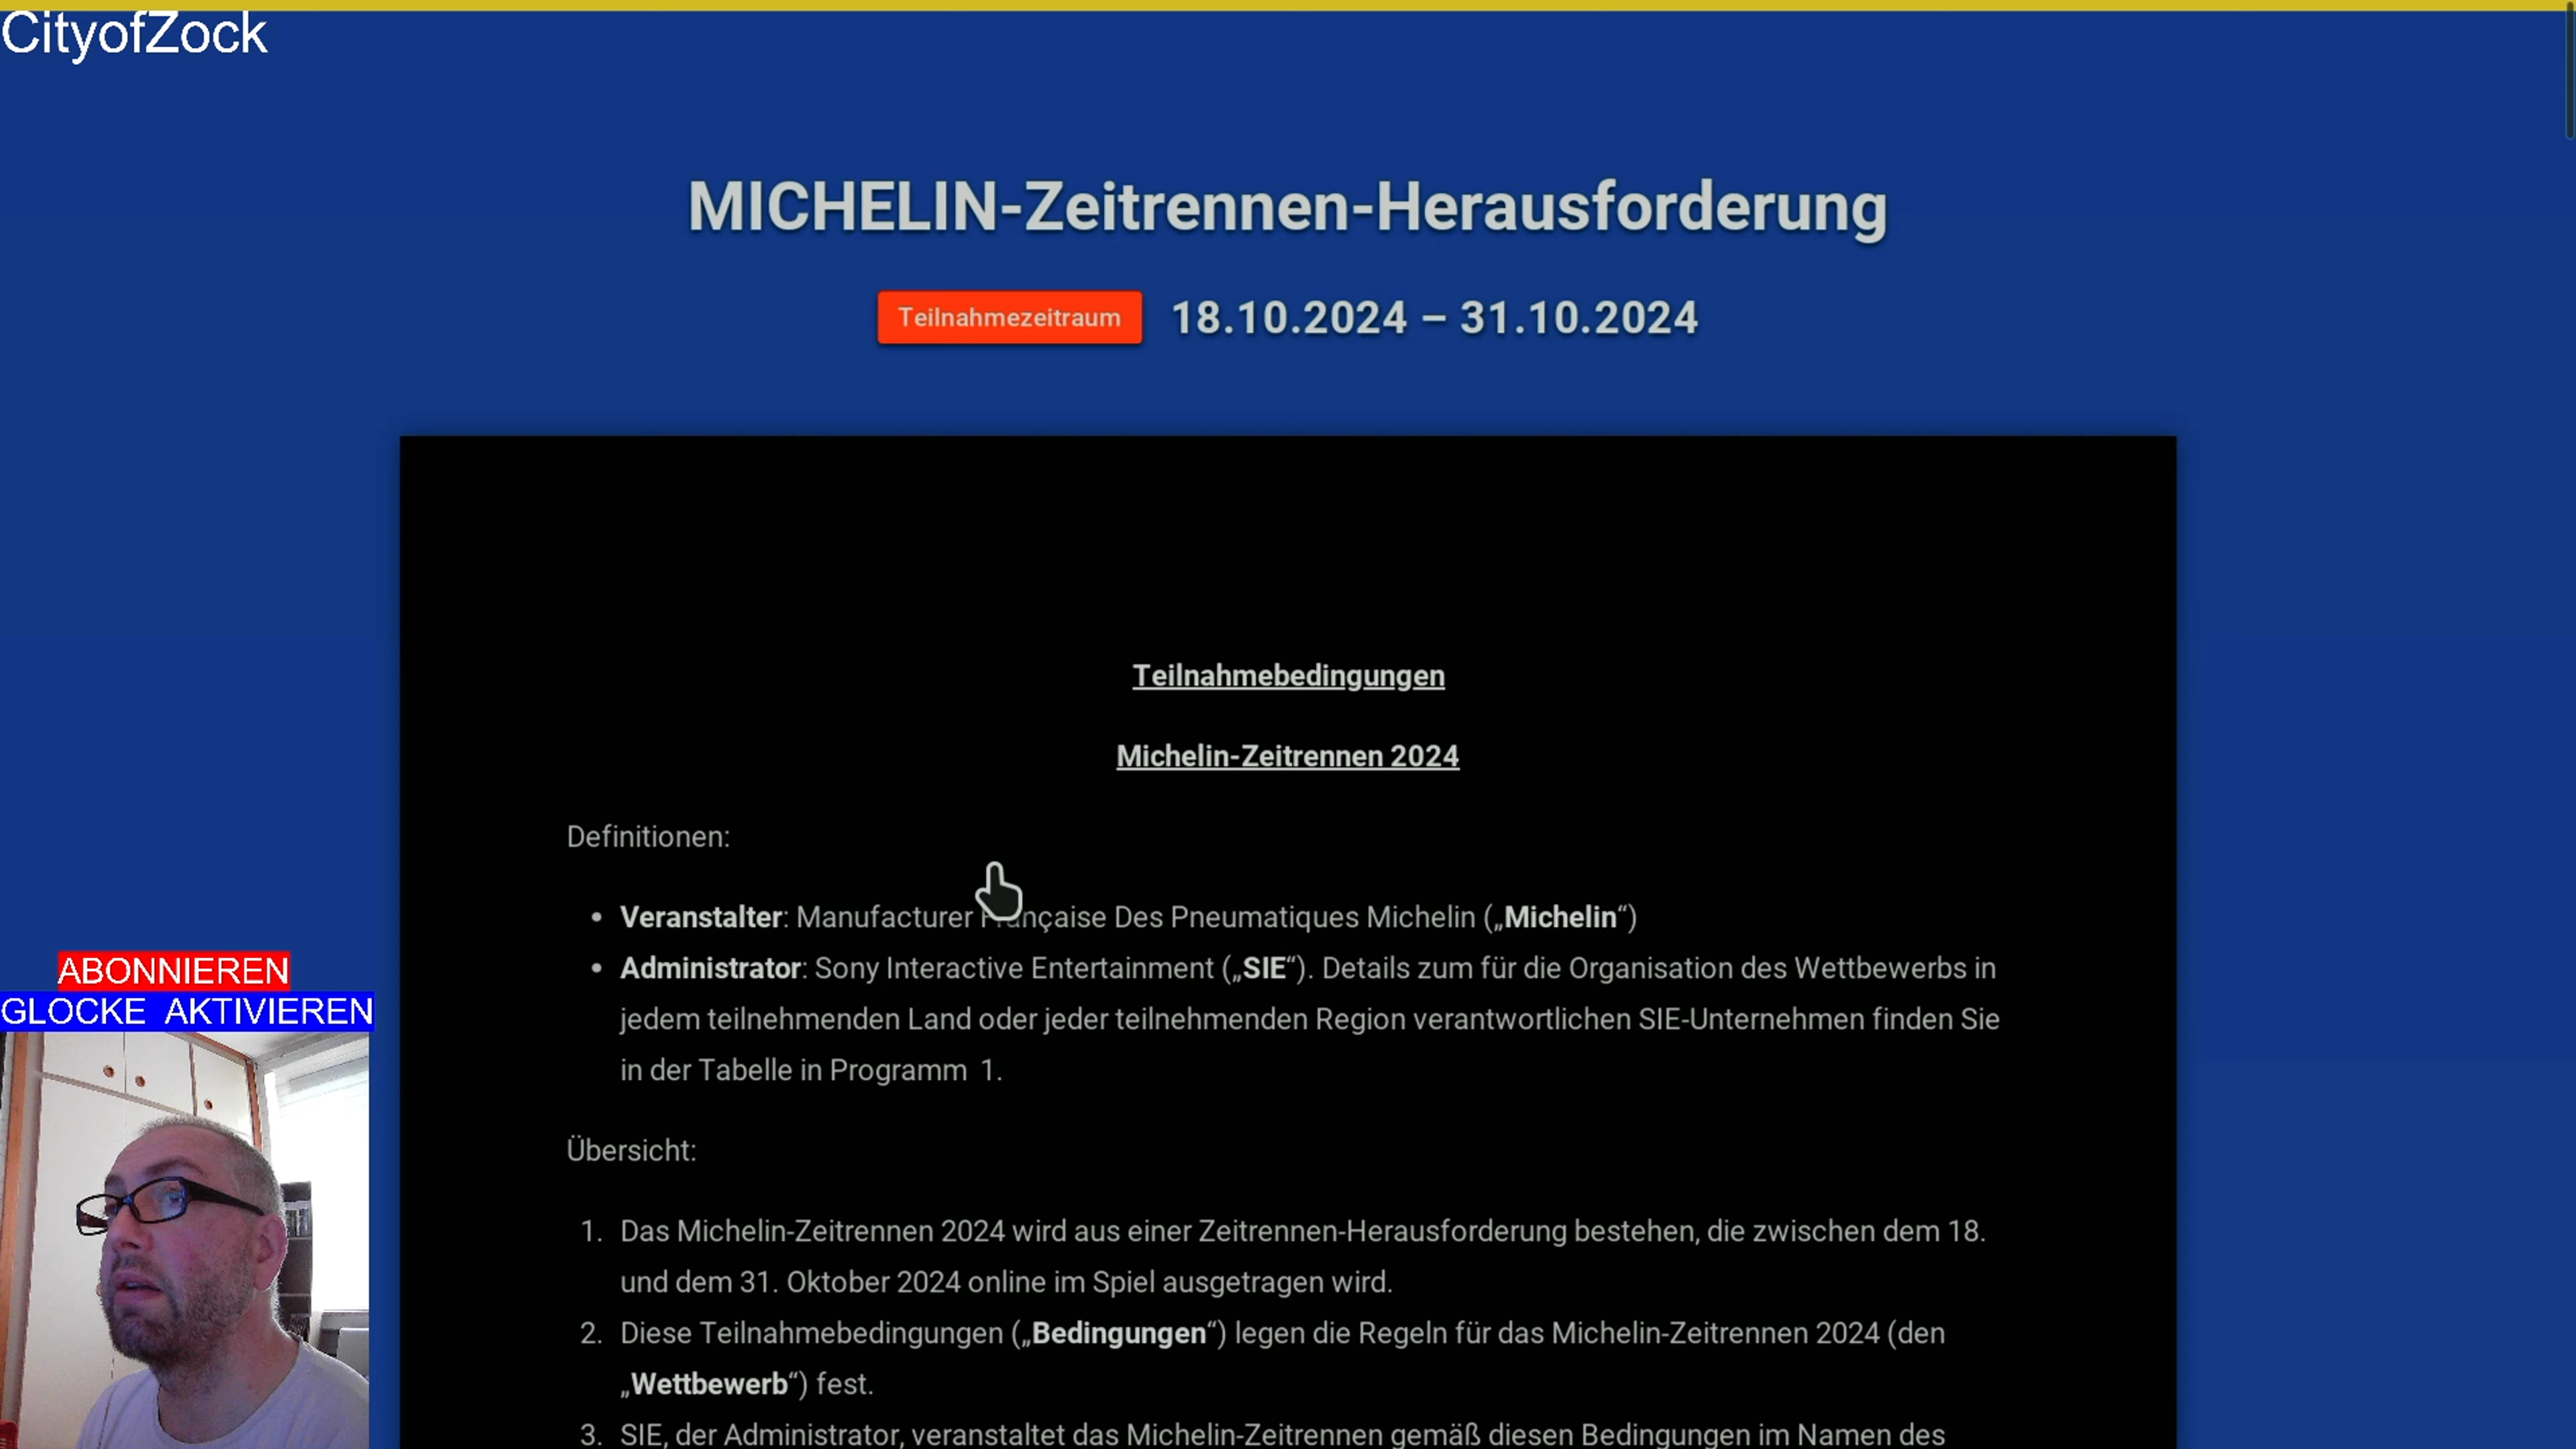 CityofZock
MICHELIN-Zeitrennen-Herausforderung
Teilnahmezeitraum 18.10.2024 – 31.10.2024
Teilnahmebedingungen
Michelin-Zeitrennen 2024
Definitionen:
• Veranstalter: Manufacturer Française Des Pneumatiques Michelin („Michelin“)
• Administrator: Sony Interactive Entertainment („SIE“). Details zum für die Organisation des Wettbewerbs in
jedem teilnehmenden Land oder jeder teilnehmenden Region verantwortlichen SIE-Unternehmen finden Sie
in der Tabelle in Programm 1.
Übersicht:
1. Das Michelin-Zeitrennen 2024 wird aus einer Zeitrennen-Herausforderung bestehen, die zwischen dem 18.
und dem 31. Oktober 2024 online im Spiel ausgetragen wird.
2. Diese Teilnahmebedingungen („Bedingungen“) legen die Regeln für das Michelin-Zeitrennen 2024 (den
„Wettbewerb“) fest.
3. SIE, der Administrator, veranstaltet das Michelin-Zeitrennen gemäß diesen Bedingungen im Namen des
ABONNIEREN
GLOCKE AKTIVIEREN